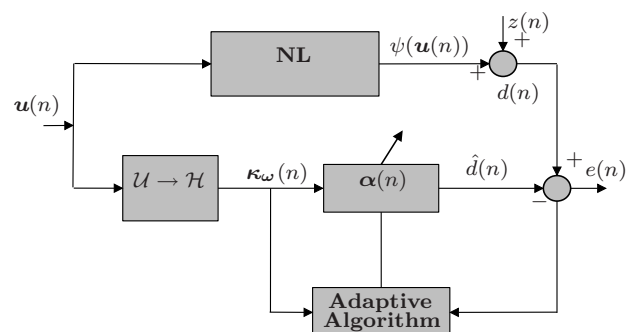 z(n)
+
NL
ψ(u(n))
+
d(n)
u(n)
U → H
κ_ω(n)
α(n)
d̂(n)
+
e(n)
−
Adaptive
Algorithm